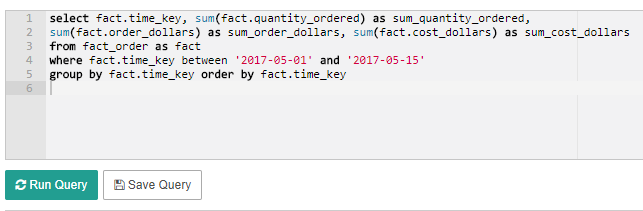 1 select fact.time_key, sum(fact.quantity_ordered) as sum_quantity_ordered,
2 sum(fact.order_dollars) as sum_order_dollars, sum(fact.cost_dollars) as sum_cost_dollars
3 from fact_order as fact
4 where fact.time_key between '2017-05-01' and '2017-05-15'
5 group by fact.time_key order by fact.time_key
6
Run Query Save Query